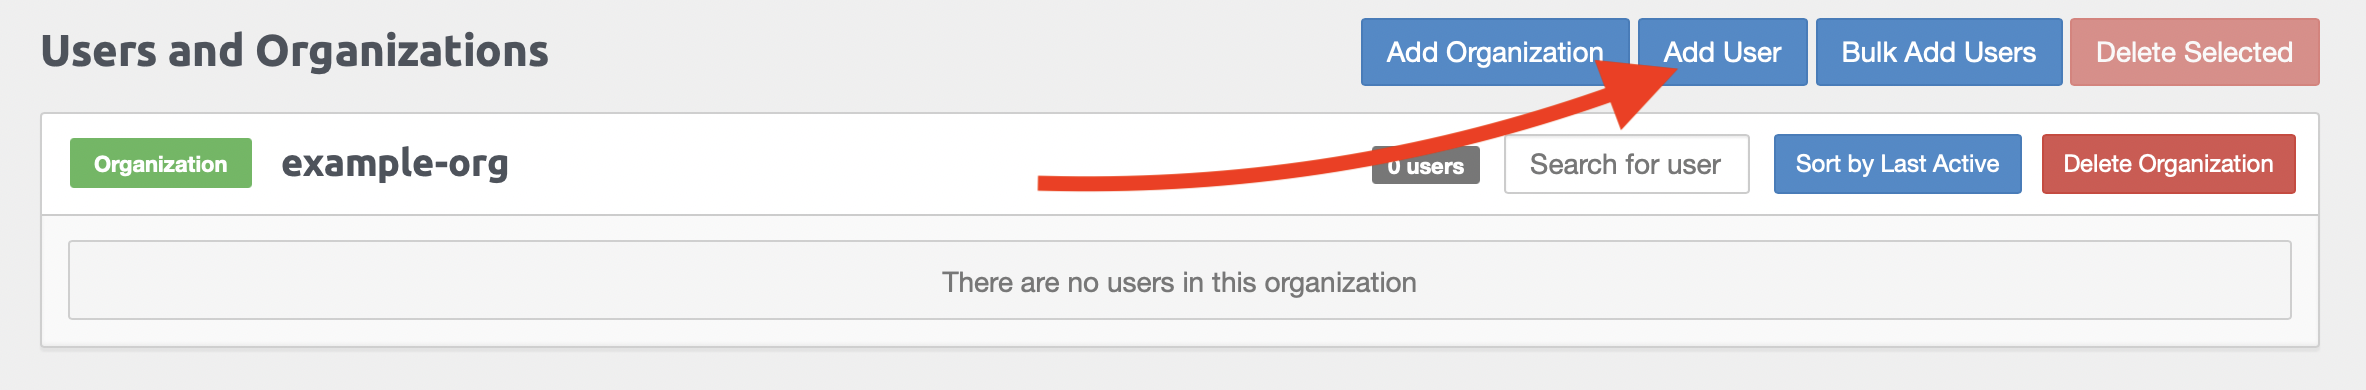 Users and Organizations
Add Organization
Add User
Bulk Add Users
Delete Selected
Organization
example-org
0 users
Search for user
Sort by Last Active
Delete Organization
There are no users in this organization